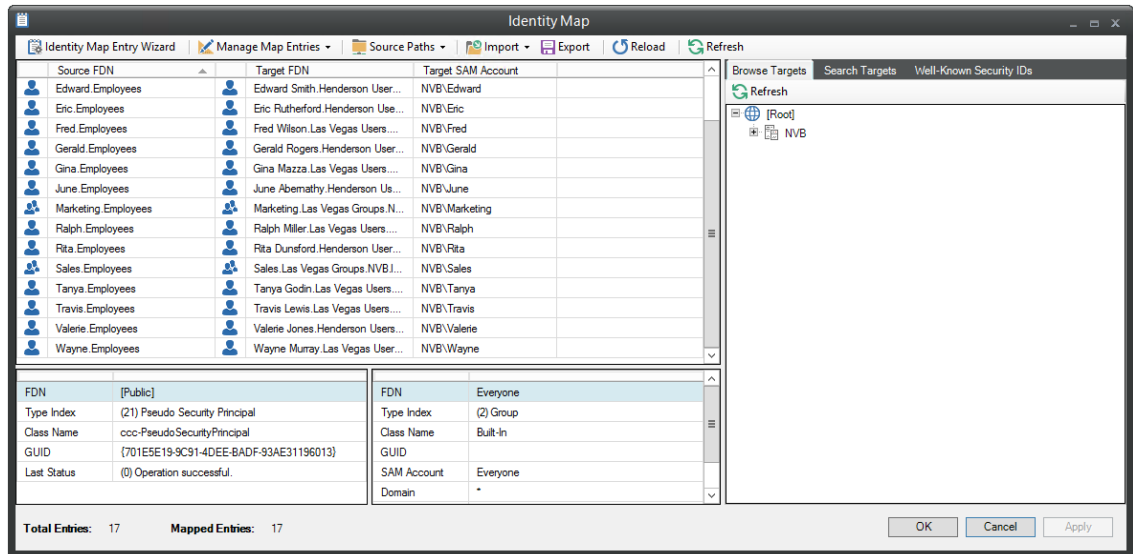 Identity Map
Identity Map Entry Wizard Manage Map Entries Source Paths Import Export Reload Refresh
Source FDN Target FDN Target SAM Account
Edward.Employees Edward Smith.Henderson User... NVB\Edward
Eric.Employees Eric Rutherford.Henderson Use... NVB\Eric
Fred.Employees Fred Wilson.Las Vegas Users.... NVB\Fred
Gerald.Employees Gerald Rogers.Henderson User... NVB\Gerald
Gina.Employees Gina Mazza.Las Vegas Users.... NVB\Gina
June.Employees June Abernathy.Henderson Us... NVB\June
Marketing.Employees Marketing.Las Vegas Groups.N... NVB\Marketing
Ralph.Employees Ralph Miller.Las Vegas Users.... NVB\Ralph
Rita.Employees Rita Dunsford.Henderson User... NVB\Rita
Sales.Employees Sales.Las Vegas Groups.NVB.l... NVB\Sales
Tanya.Employees Tanya Godin.Las Vegas Users.... NVB\Tanya
Travis.Employees Travis Lewis.Las Vegas Users.... NVB\Travis
Valerie.Employees Valerie Jones.Henderson Users... NVB\Valerie
Wayne.Employees Wayne Murray.Las Vegas User... NVB\Wayne
FDN [Public]
Type Index (21) Pseudo Security Principal
Class Name ccc-PseudoSecurityPrincipal
GUID {701E5E19-9C91-4DEE-BADF-93AE31196013}
Last Status (0) Operation successful.
FDN Everyone
Type Index (2) Group
Class Name Built-In
GUID
SAM Account Everyone
Domain *
Browse Targets Search Targets Well-Known Security IDs
Refresh
[Root]
NVB
Total Entries: 17 Mapped Entries: 17
OK Cancel Apply